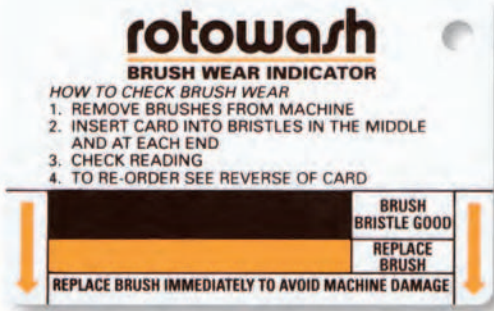 rotowash
BRUSH WEAR INDICATOR
HOW TO CHECK BRUSH WEAR
1. REMOVE BRUSHES FROM MACHINE
2. INSERT CARD INTO BRISTLES IN THE MIDDLE
AND AT EACH END
3. CHECK READING
4. TO RE-ORDER SEE REVERSE OF CARD
BRUSH
BRISTLE GOOD
REPLACE
BRUSH
REPLACE BRUSH IMMEDIATELY TO AVOID MACHINE DAMAGE